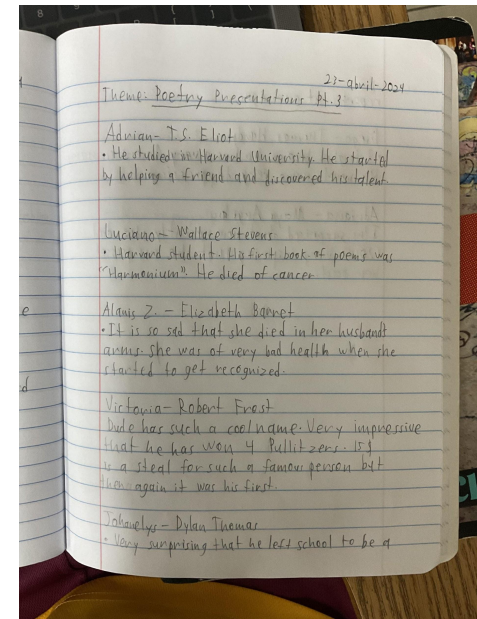 23-abril-2024
Theme: Poetry Presentations Pt.3
Adrian- T.S. Eliot
• He studied in Harvard University. He started
by helping a friend and discovered his talent
Luciano- Wallace Stevens
• Harvard student. His first book of poems was
"Harmonium". He died of cancer
Alanis Z. - Elizabeth Barret
• It is so sad that she died in her husbands
arms. She was of very bad health when she
started to get recognized.
Victoria- Robert Frost
Dude has such a cool name. Very impressive
that he has won 4 Pullitzers. 15$
is a steal for such a famous person byt
then again it was his first.
Johanelys - Dylan Thomas
• Very surprising that he left school to be a